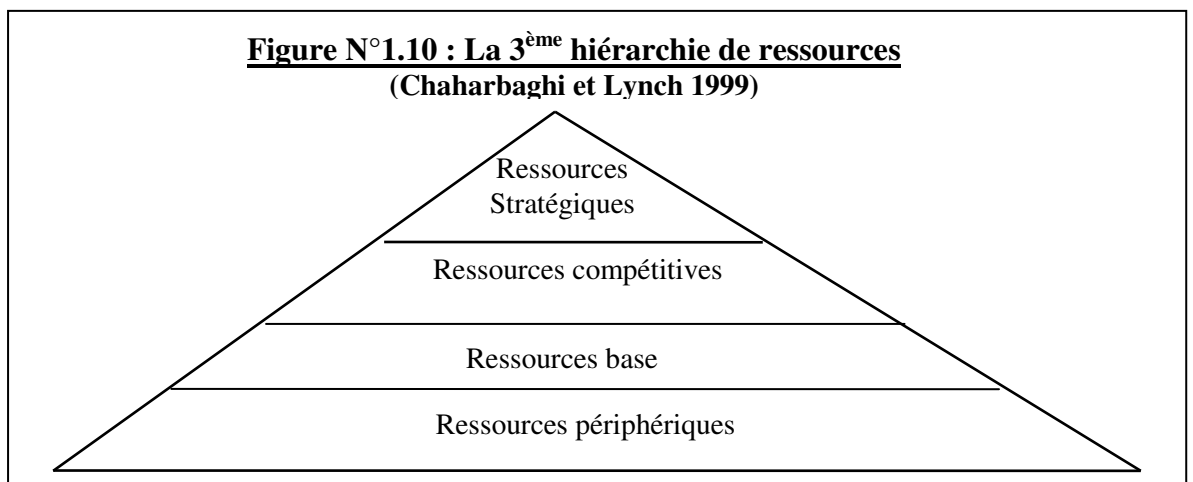 Figure N°1.10 : La 3ème hiérarchie de ressources
(Chaharbaghi et Lynch 1999)
Ressources
Stratégiques
Ressources compétitives
Ressources base
Ressources périphériques